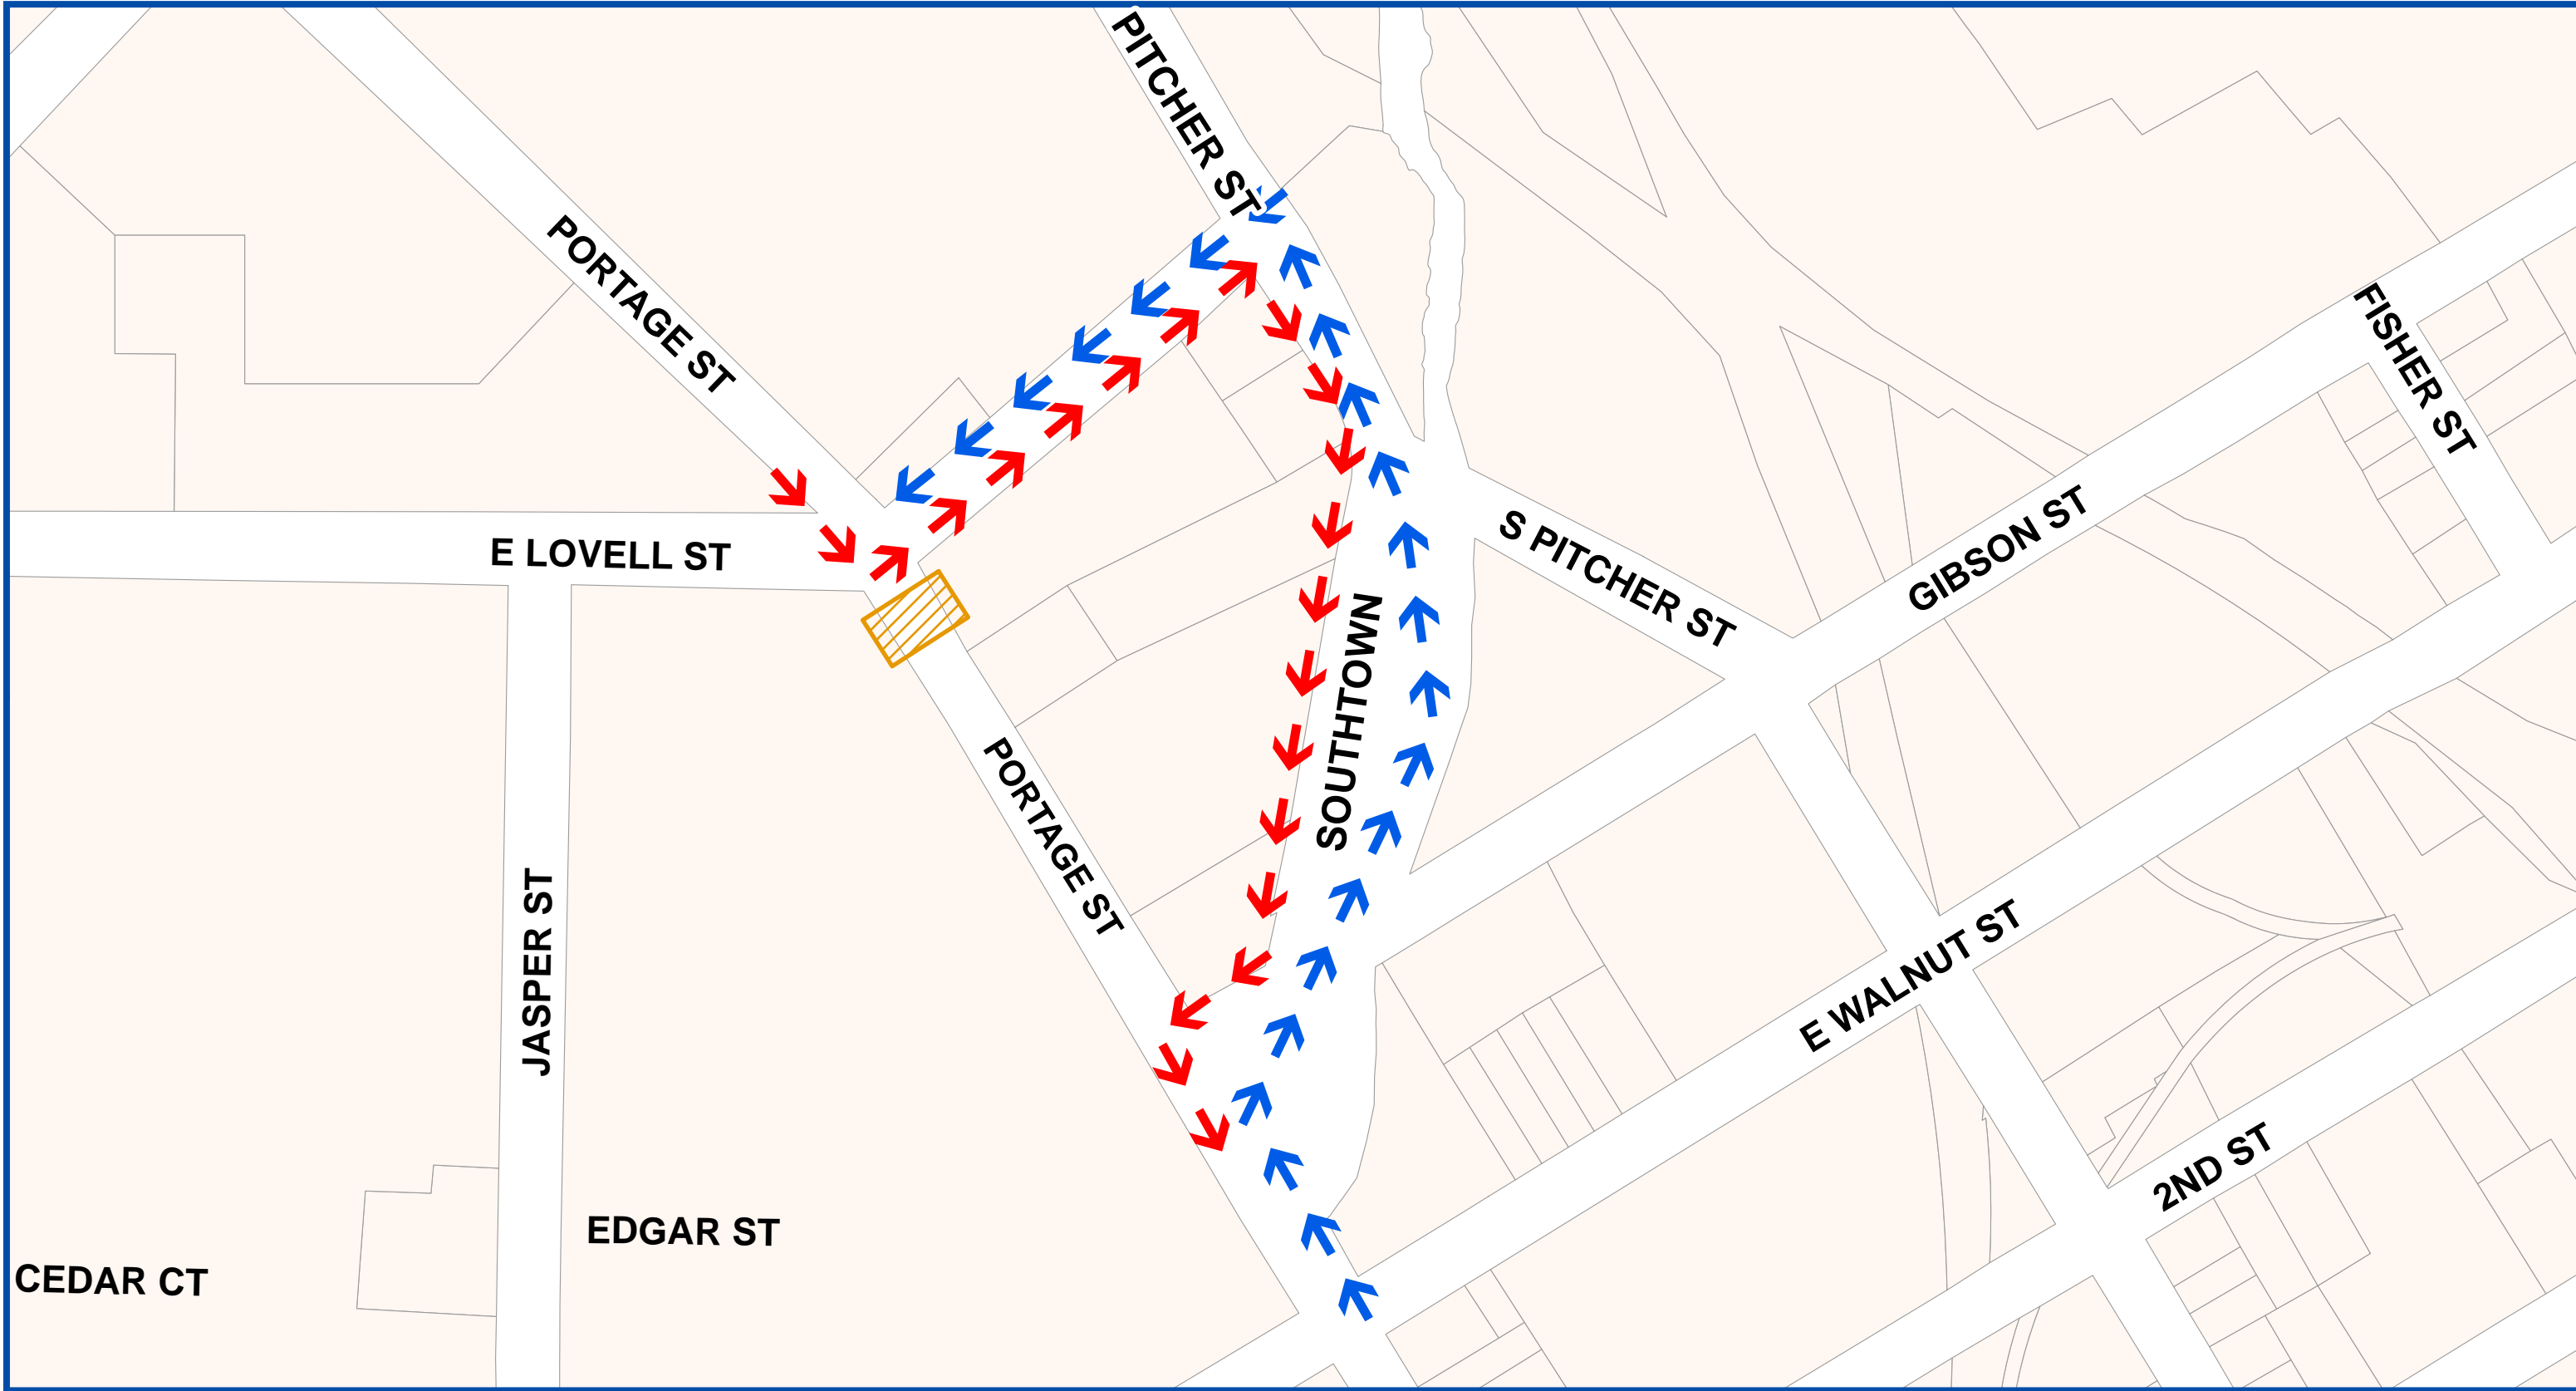 PITCHER ST
PORTAGE ST
FISHER ST
E LOVELL ST
S PITCHER ST
GIBSON ST
SOUTHTOWN
PORTAGE ST
JASPER ST
E WALNUT ST
2ND ST
EDGAR ST
CEDAR CT